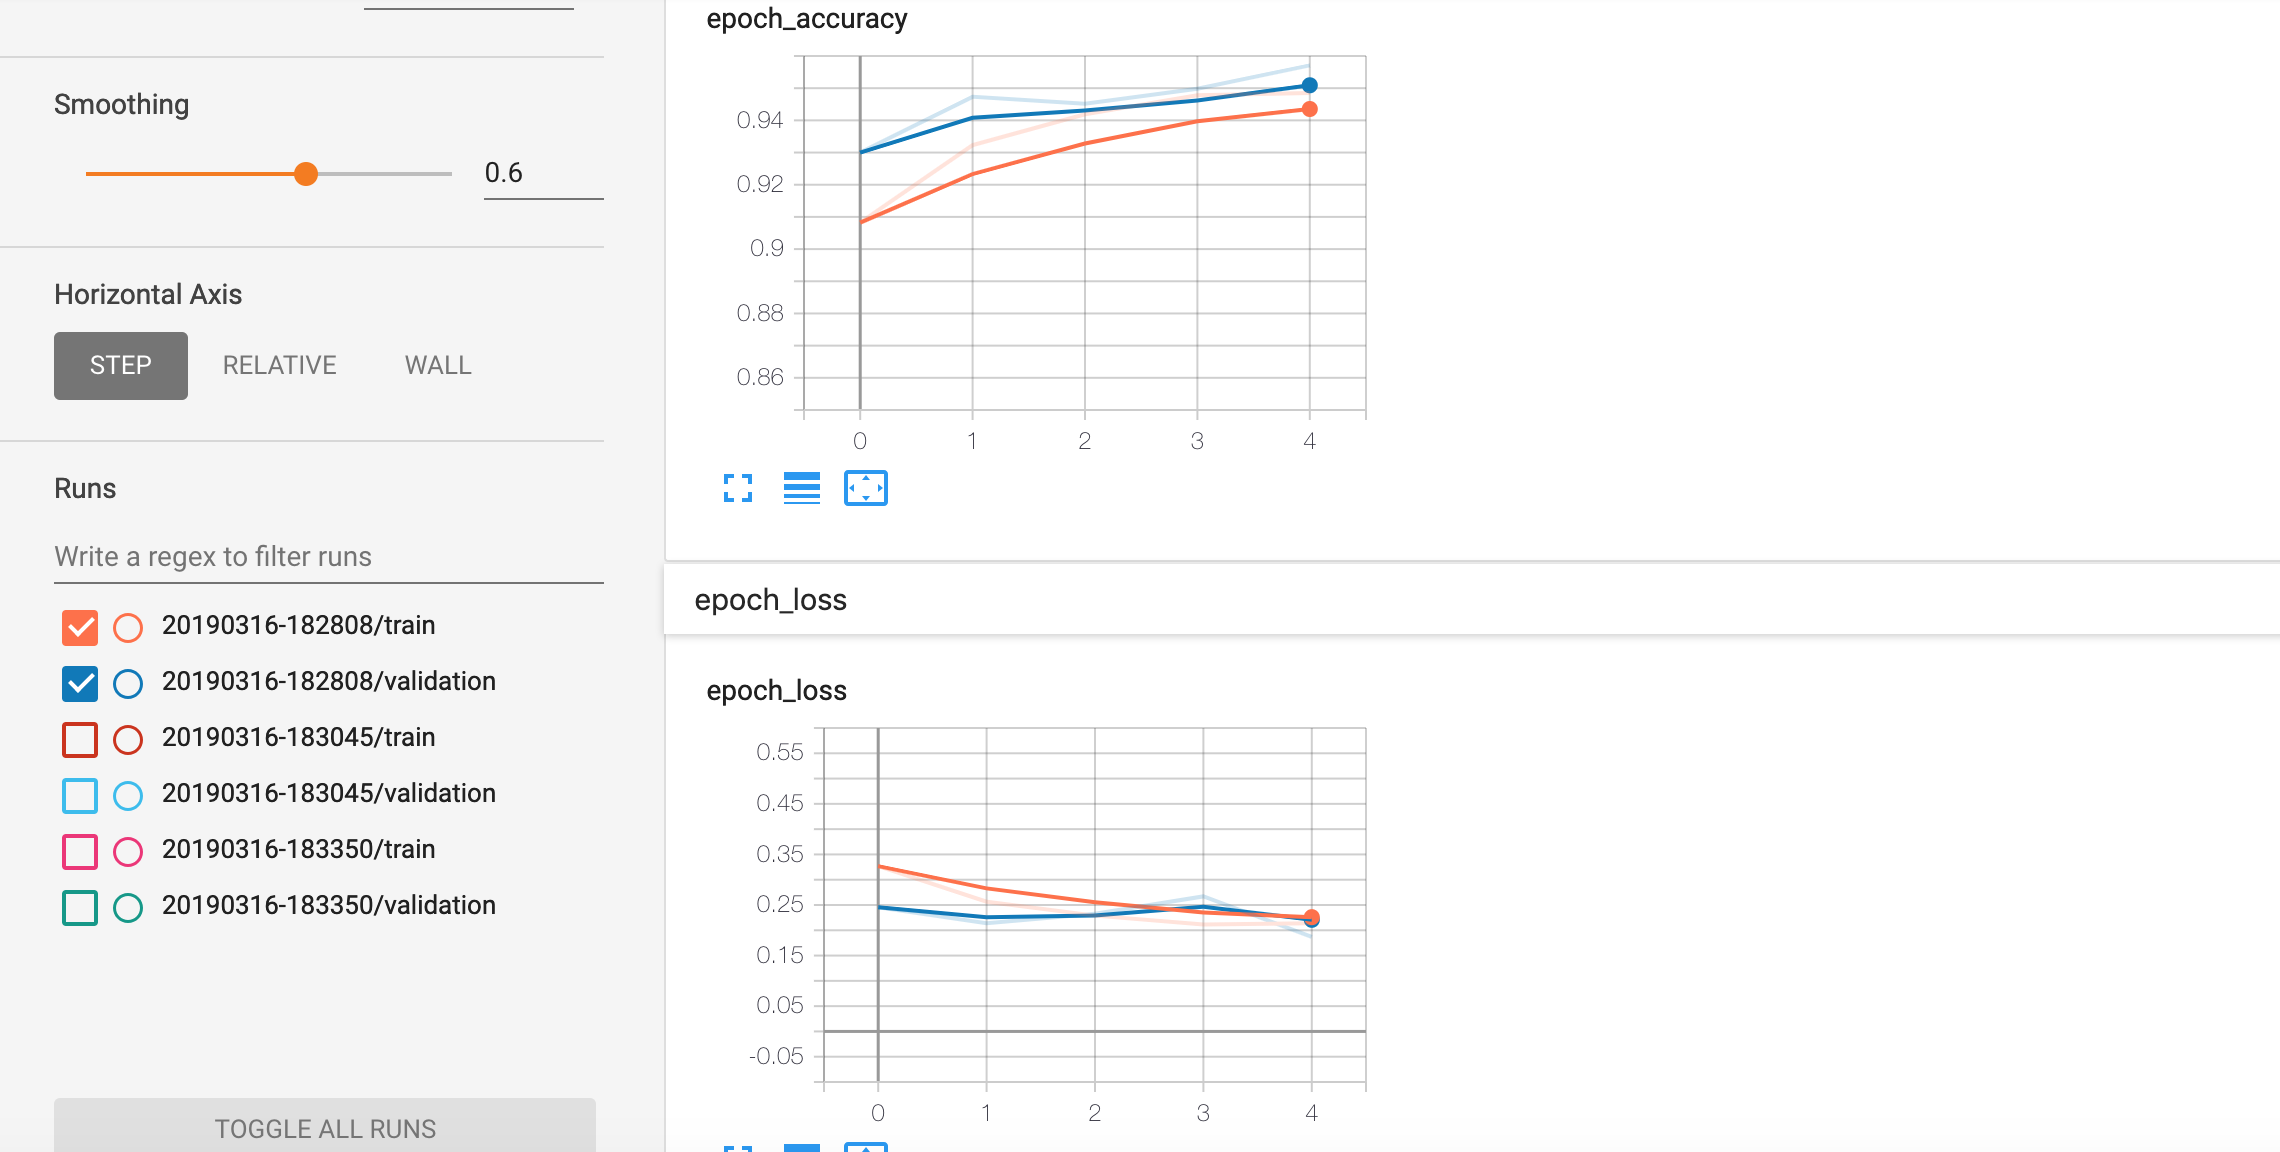 Smoothing
0.6
Horizontal Axis
STEP RELATIVE WALL
Runs
Write a regex to filter runs
20190316-182808/train
20190316-182808/validation
20190316-183045/train
20190316-183045/validation
20190316-183350/train
20190316-183350/validation
TOGGLE ALL RUNS
epoch_accuracy
0.94
0.92
0.9
0.88
0.86
0 1 2 3 4
epoch_loss
epoch_loss
0.55
0.45
0.35
0.25
0.15
0.05
-0.05
0 1 2 3 4